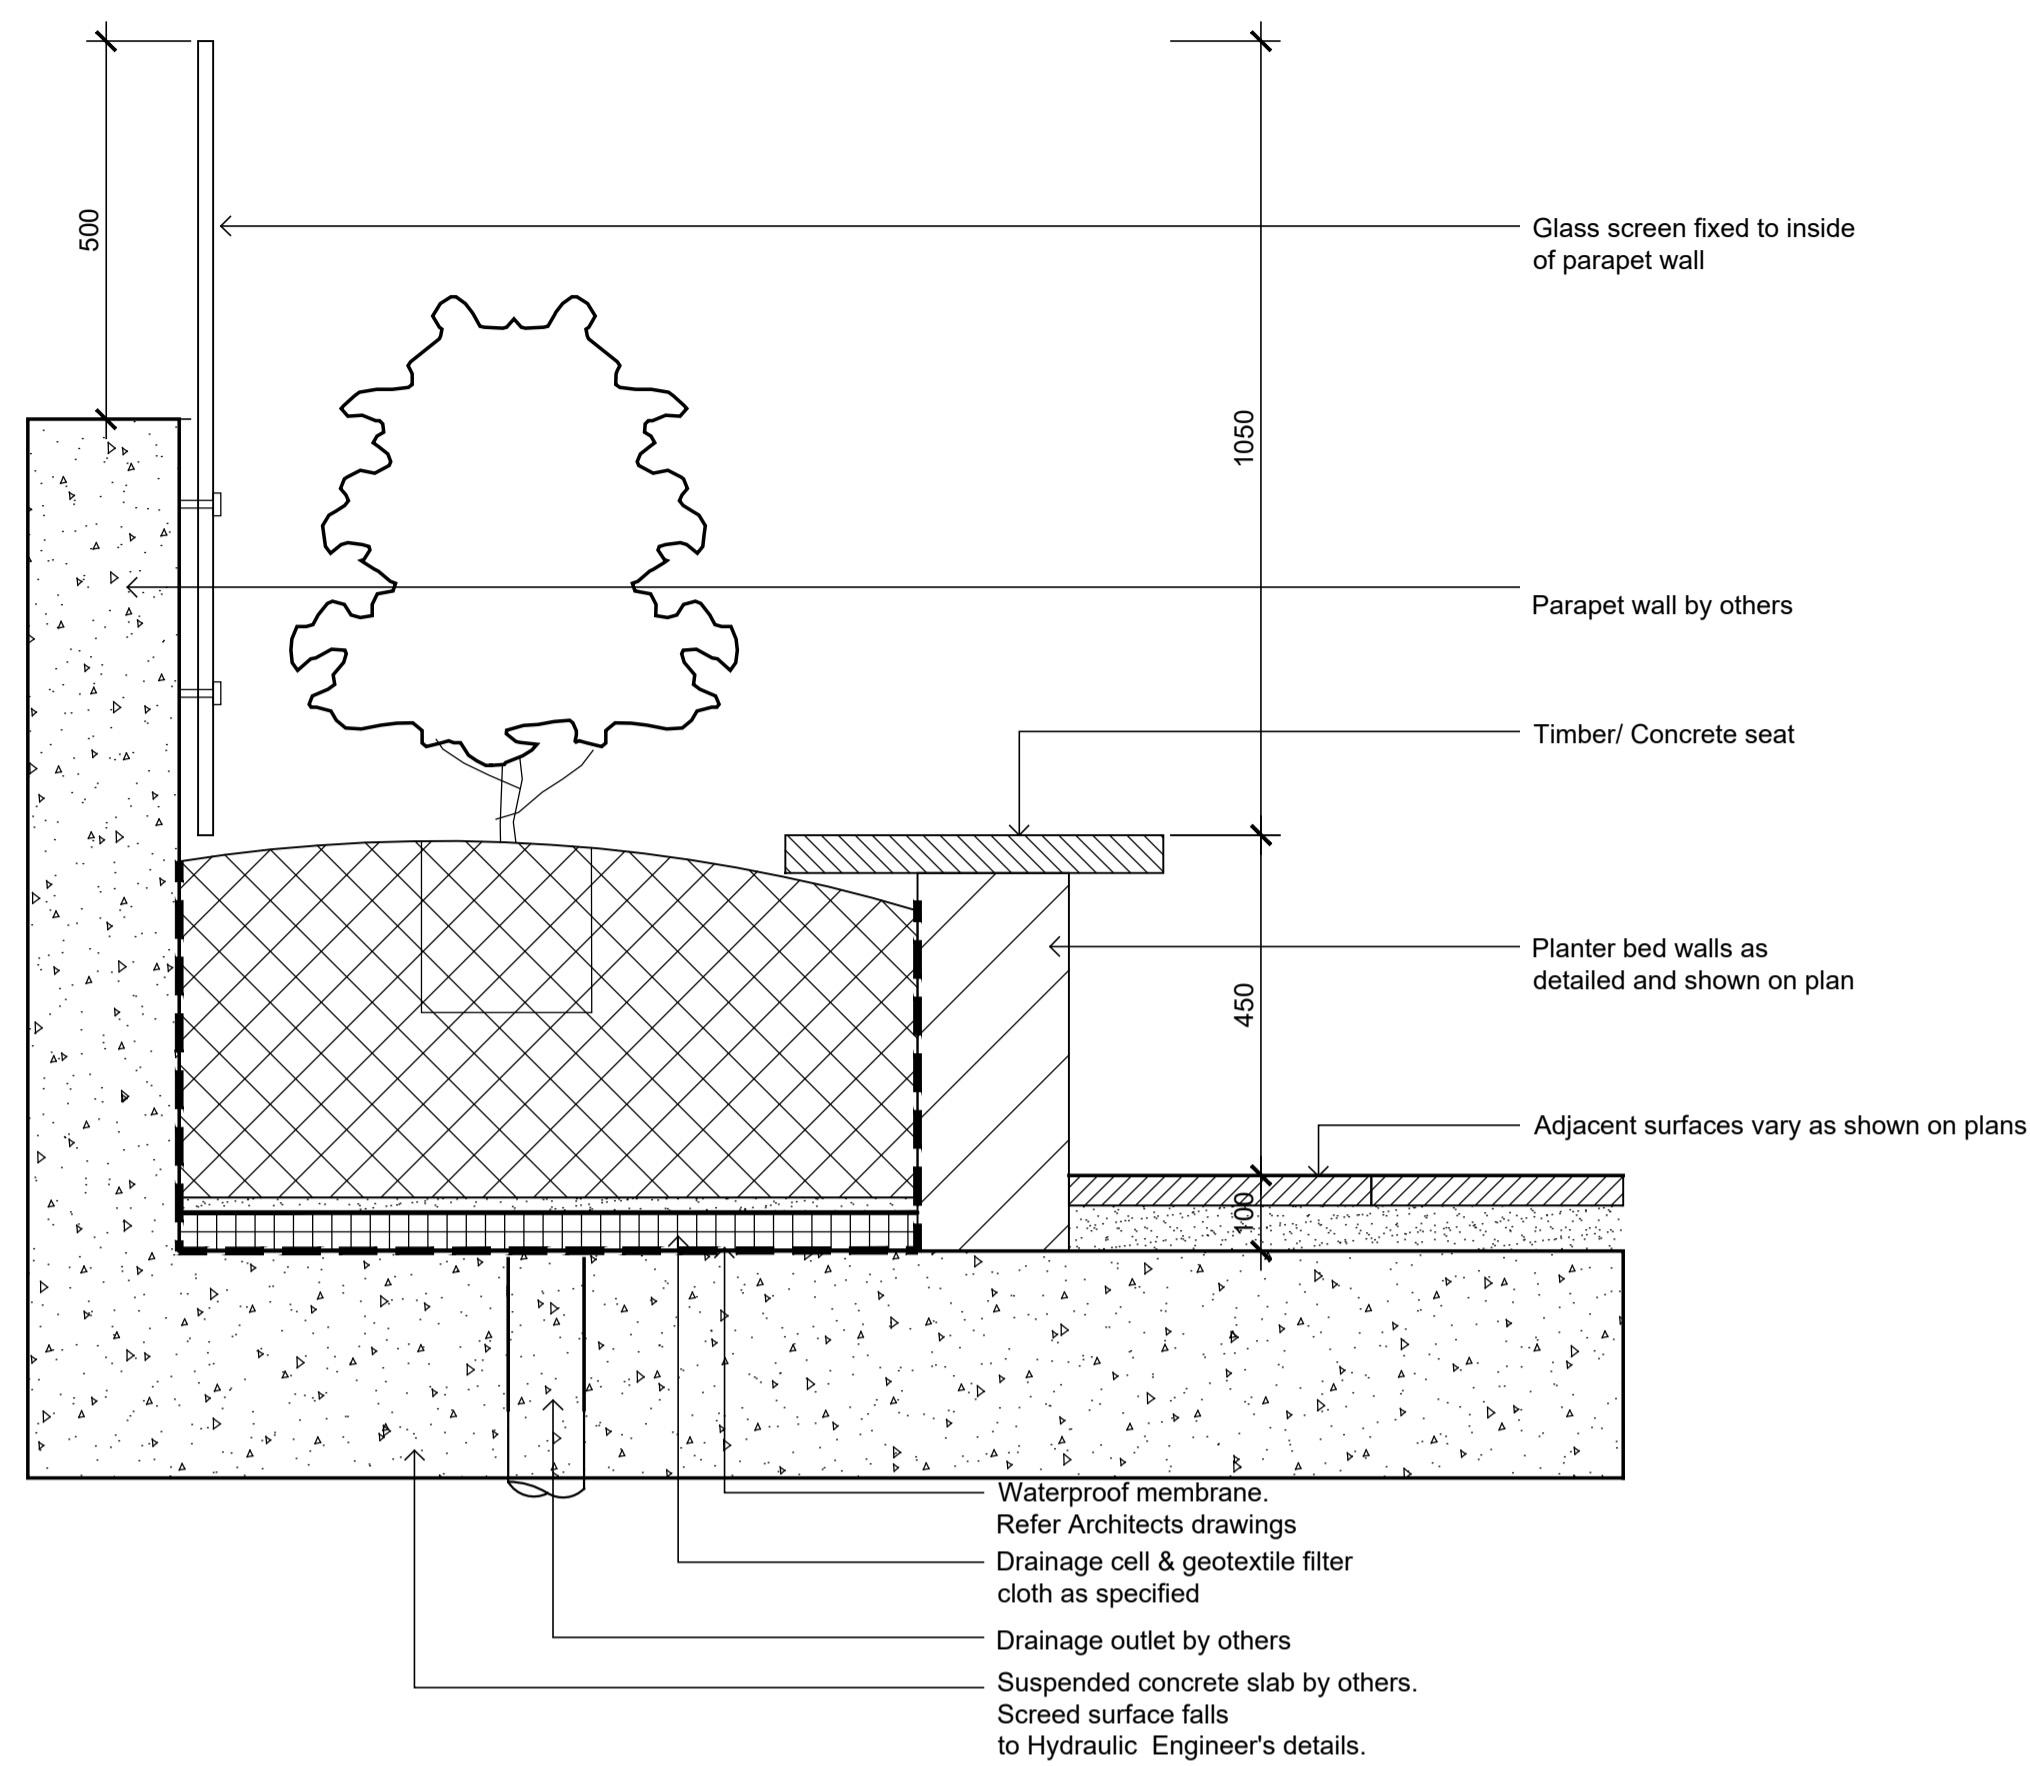 500
1050
Glass screen fixed to inside
of parapet wall
Parapet wall by others
Timber/ Concrete seat
Planter bed walls as
detailed and shown on plan
450
Adjacent surfaces vary as shown on plans
100
Waterproof membrane.
Refer Architects drawings
Drainage cell & geotextile filter
cloth as specified
Drainage outlet by others
Suspended concrete slab by others.
Screed surface falls
to Hydraulic  Engineer's details.